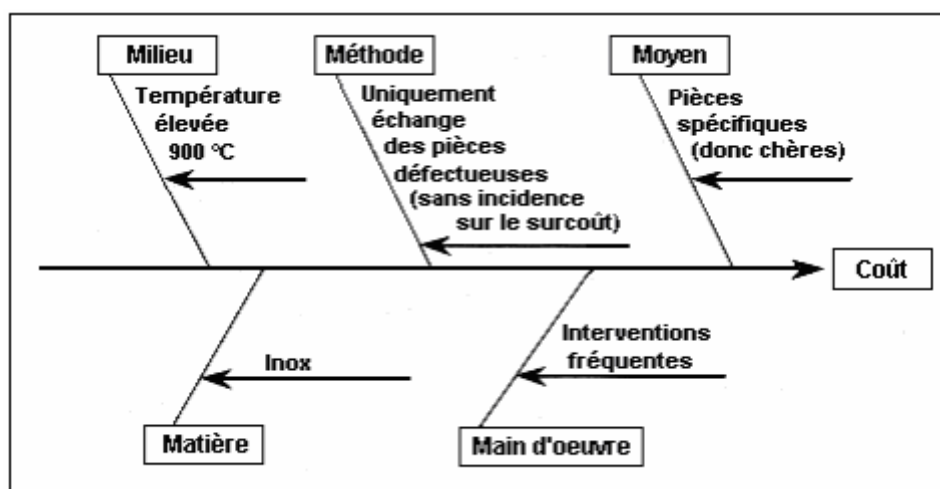 Milieu
Méthode
Moyen
Température
élevée
900 °C
Uniquement
échange
des pièces
défectueuses
(sans incidence
sur le surcoût)
Pièces
spécifiques
(donc chères)
Coût
Inox
Interventions
fréquentes
Matière
Main d'oeuvre